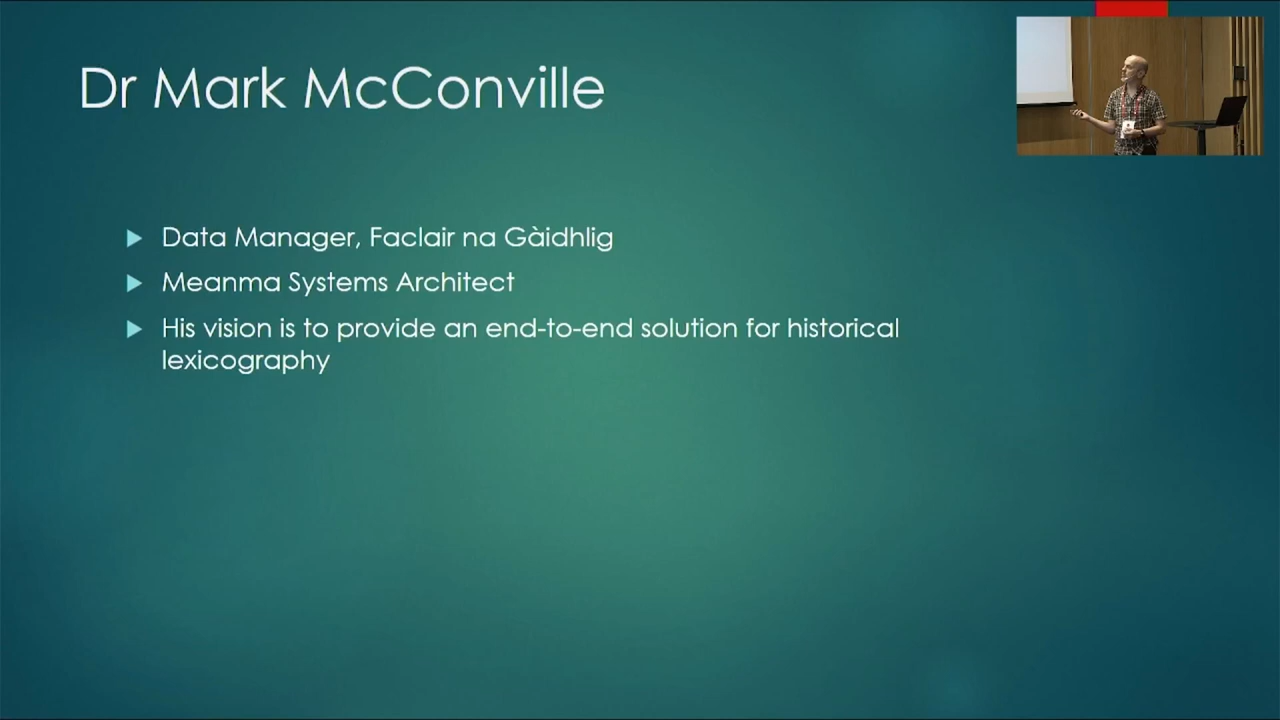 Dr Mark McConville
Data Manager, Faclair na Gàidhlig
Meanma Systems Architect
His vision is to provide an end-to-end solution for historical
lexicography